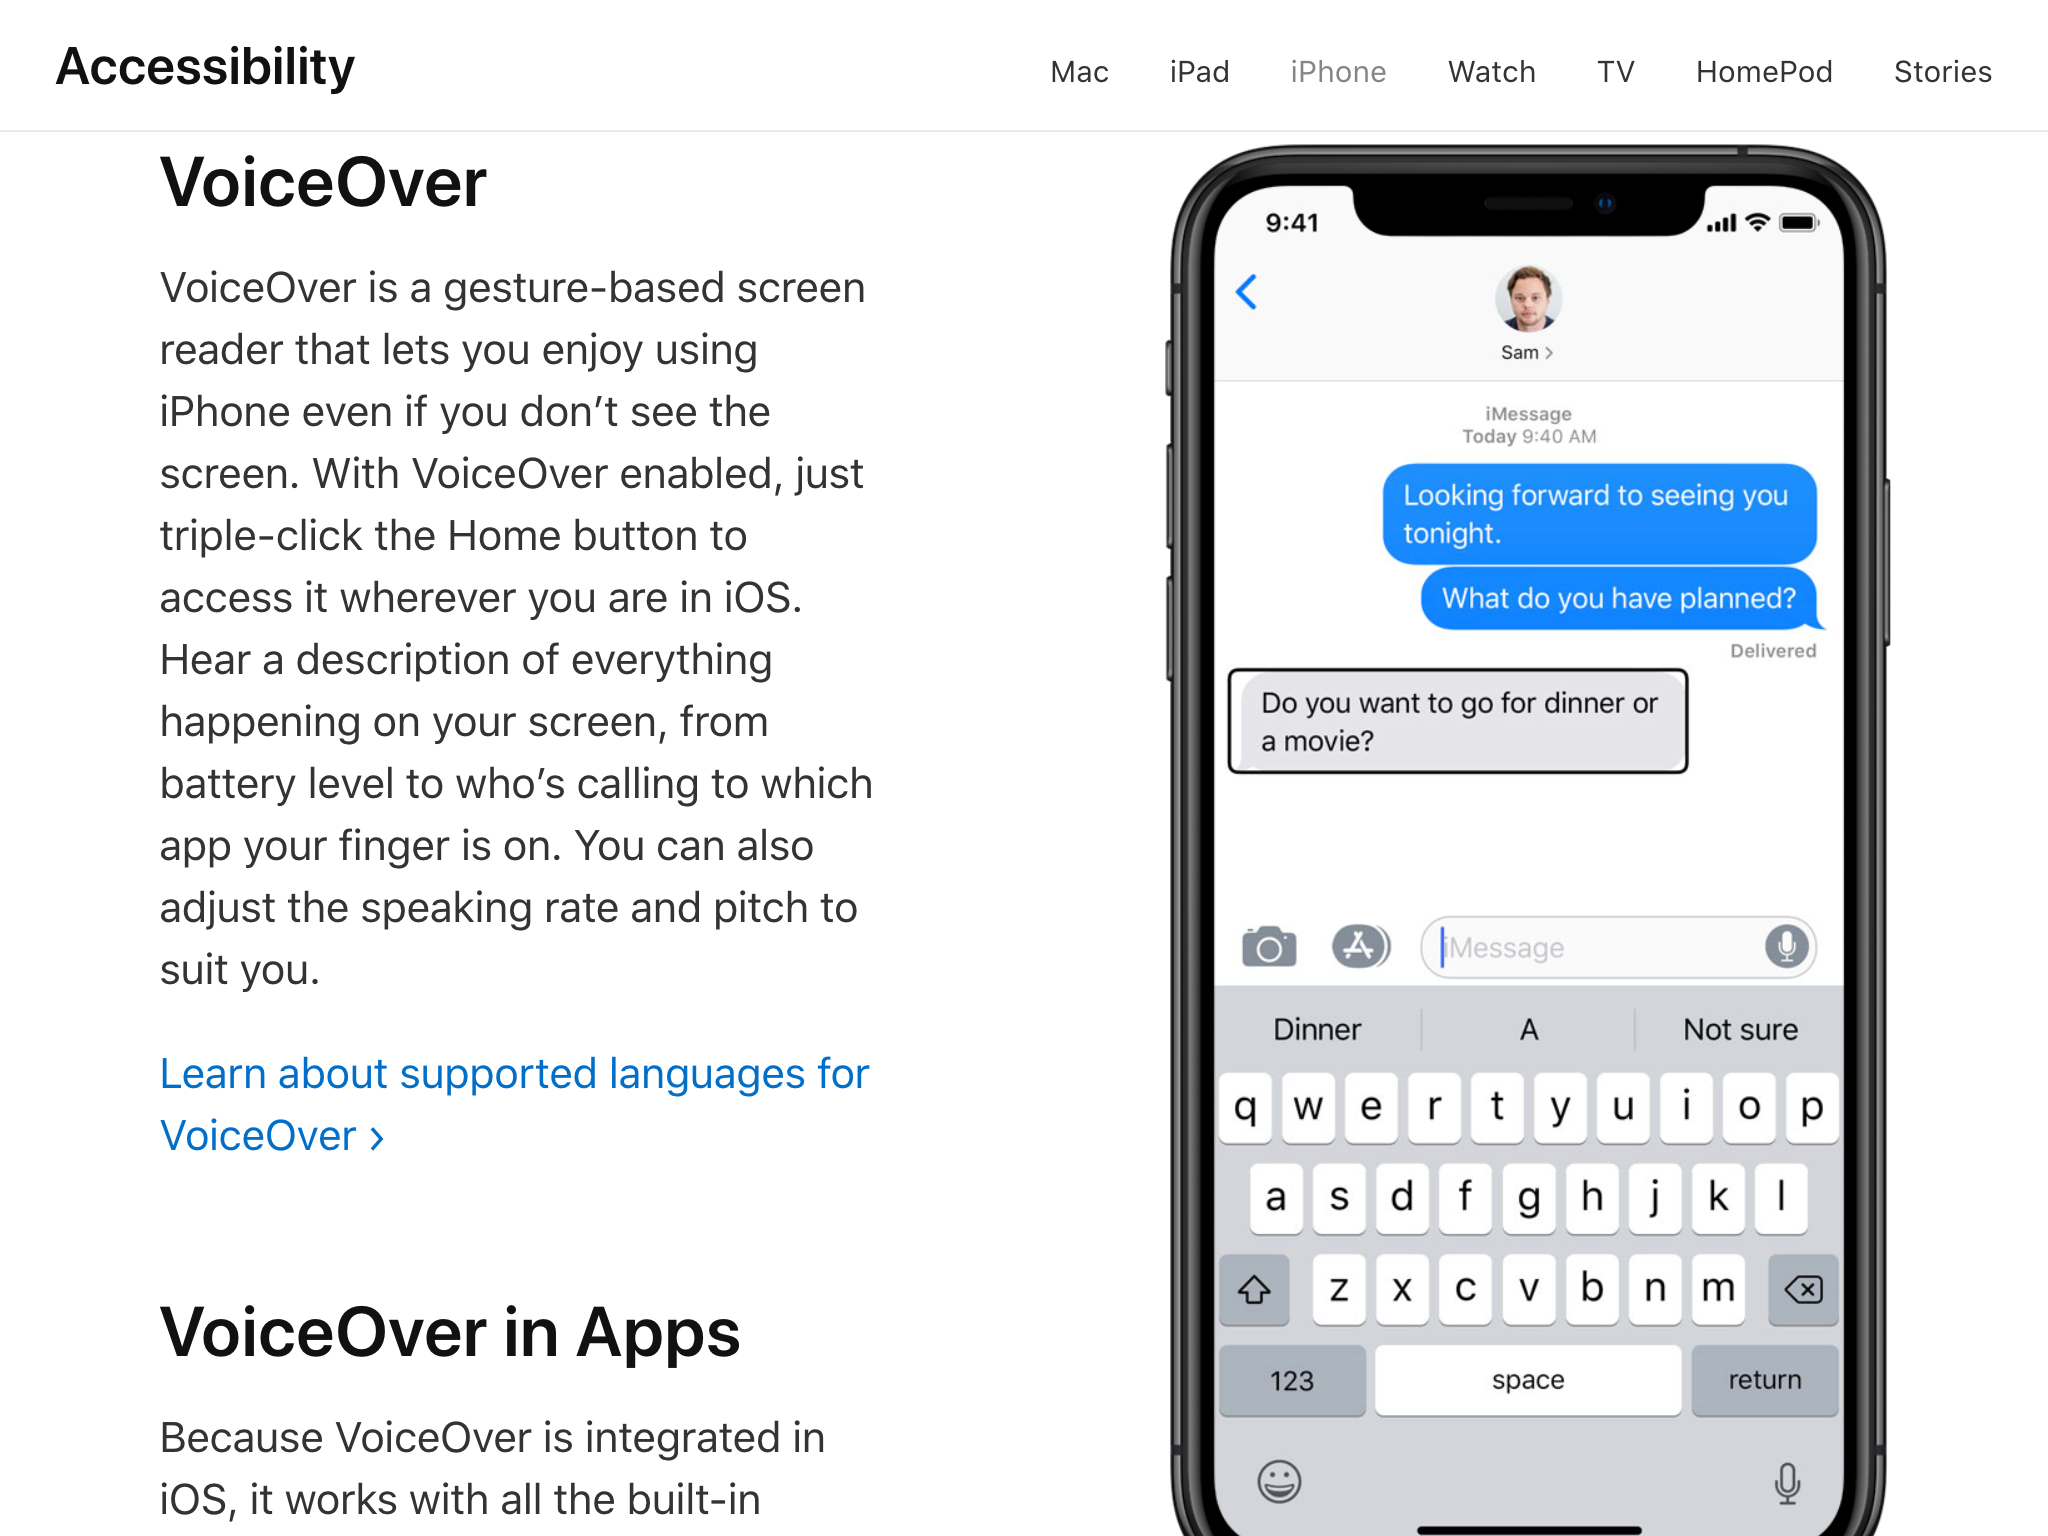 Accessibility
Mac iPad iPhone Watch TV HomePod Stories
VoiceOver
VoiceOver is a gesture-based screen
reader that lets you enjoy using
iPhone even if you don’t see the
screen. With VoiceOver enabled, just
triple-click the Home button to
access it wherever you are in iOS.
Hear a description of everything
happening on your screen, from
battery level to who’s calling to which
app your finger is on. You can also
adjust the speaking rate and pitch to
suit you.
Learn about supported languages for
VoiceOver ›
VoiceOver in Apps
Because VoiceOver is integrated in
iOS, it works with all the built-in
9:41
Sam ›
iMessage
Today 9:40 AM
Looking forward to seeing you
tonight.
What do you have planned?
Delivered
Do you want to go for dinner or
a movie?
iMessage
Dinner A Not sure
q w e r t y u i o p
a s d f g h j k l
z x c v b n m
123 space return